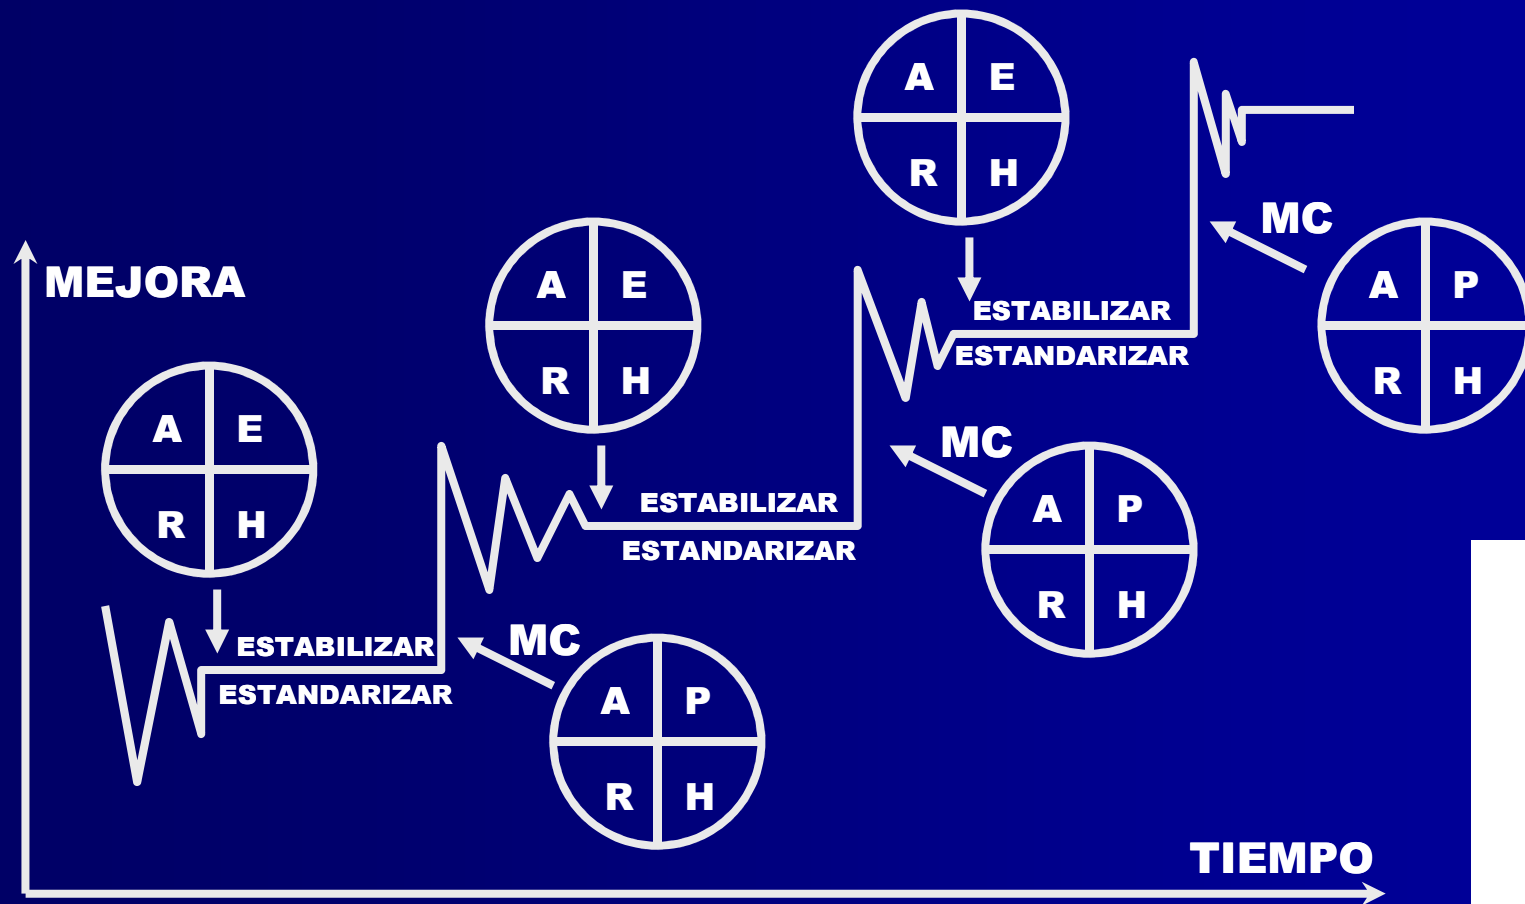 A E
R H
MC
MEJORA
A E
R H
A P
R H
ESTABILIZAR
ESTANDARIZAR
A E
R H
MC
A P
R H
ESTABILIZAR
ESTANDARIZAR
ESTABILIZAR
ESTANDARIZAR
MC
A P
R H
TIEMPO